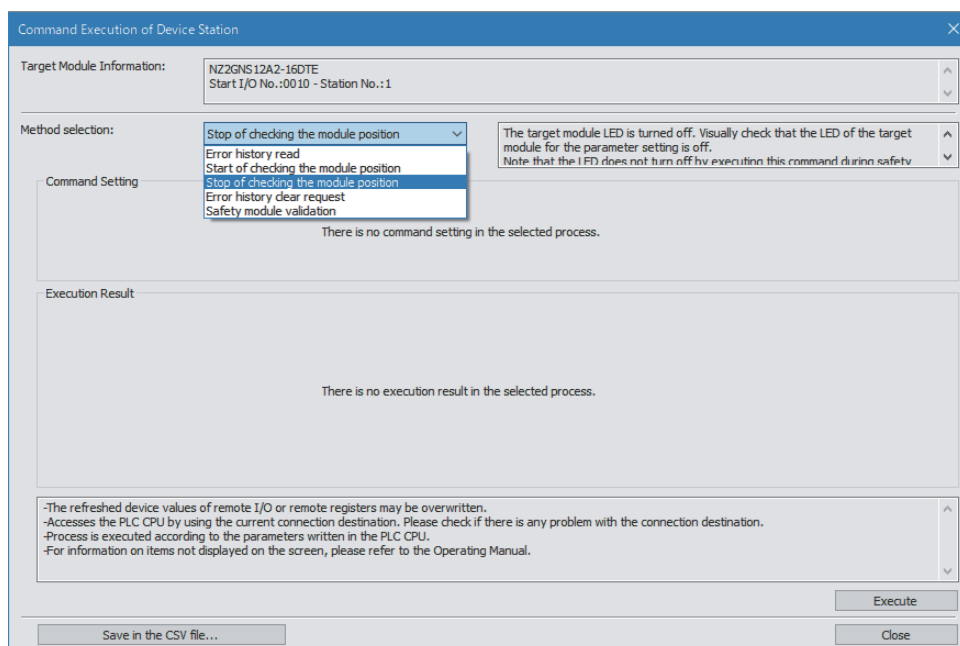 Command Execution of Device Station
Target Module Information:
NZ2GNS12A2-16DTE
Start I/O No.:0010 - Station No.:1
Method selection:
Stop of checking the module position
The target module LED is turned off. Visually check that the LED of the target
module for the parameter setting is off.
Note that the LED does not turn off by executing this command during safety
Error history read
Start of checking the module position
Stop of checking the module position
Error history clear request
Safety module validation
Command Setting
There is no command setting in the selected process.
Execution Result
There is no execution result in the selected process.
-The refreshed device values of remote I/O or remote registers may be overwritten.
-Accesses the PLC CPU by using the current connection destination. Please check if there is any problem with the connection destination.
-Process is executed according to the parameters written in the PLC CPU.
-For information on items not displayed on the screen, please refer to the Operating Manual.
Execute
Save in the CSV file...
Close